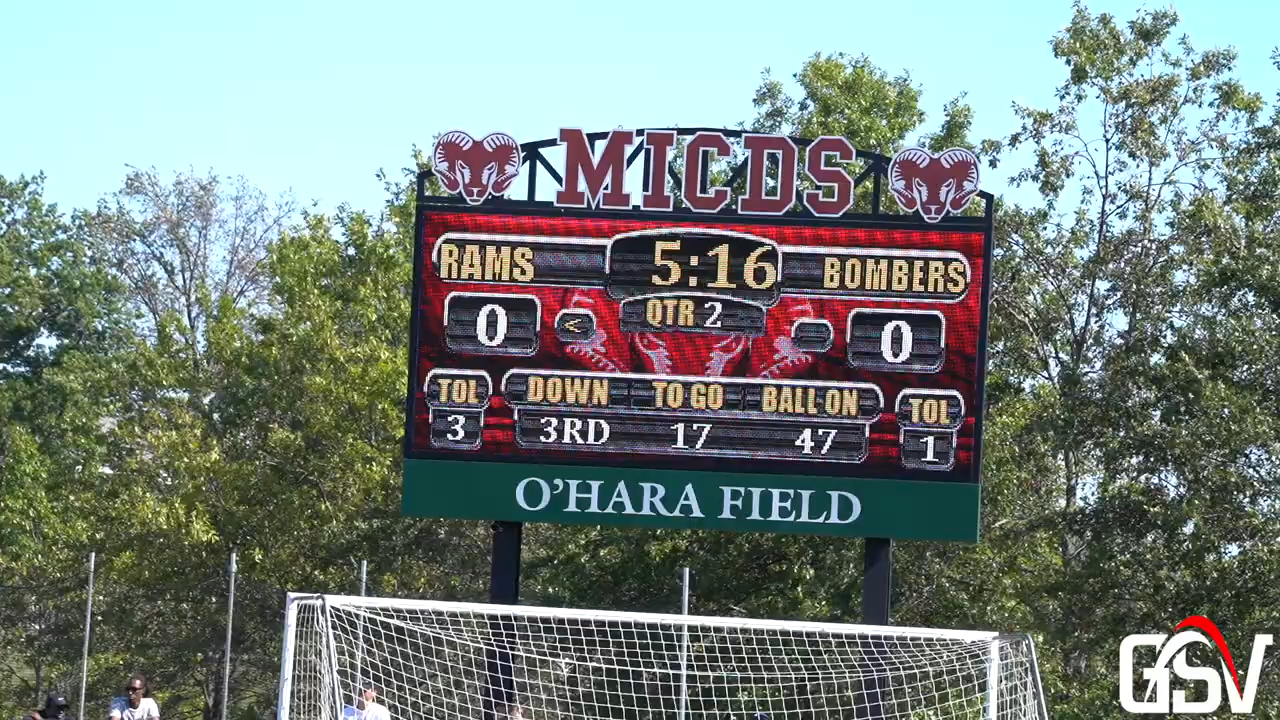 MICDS
RAMS 5:16 BOMBERS
0 < QTR 2 0
TOL DOWN TO GO BALL ON TOL
3 3RD 17 47 1
O'HARA FIELD
GSV